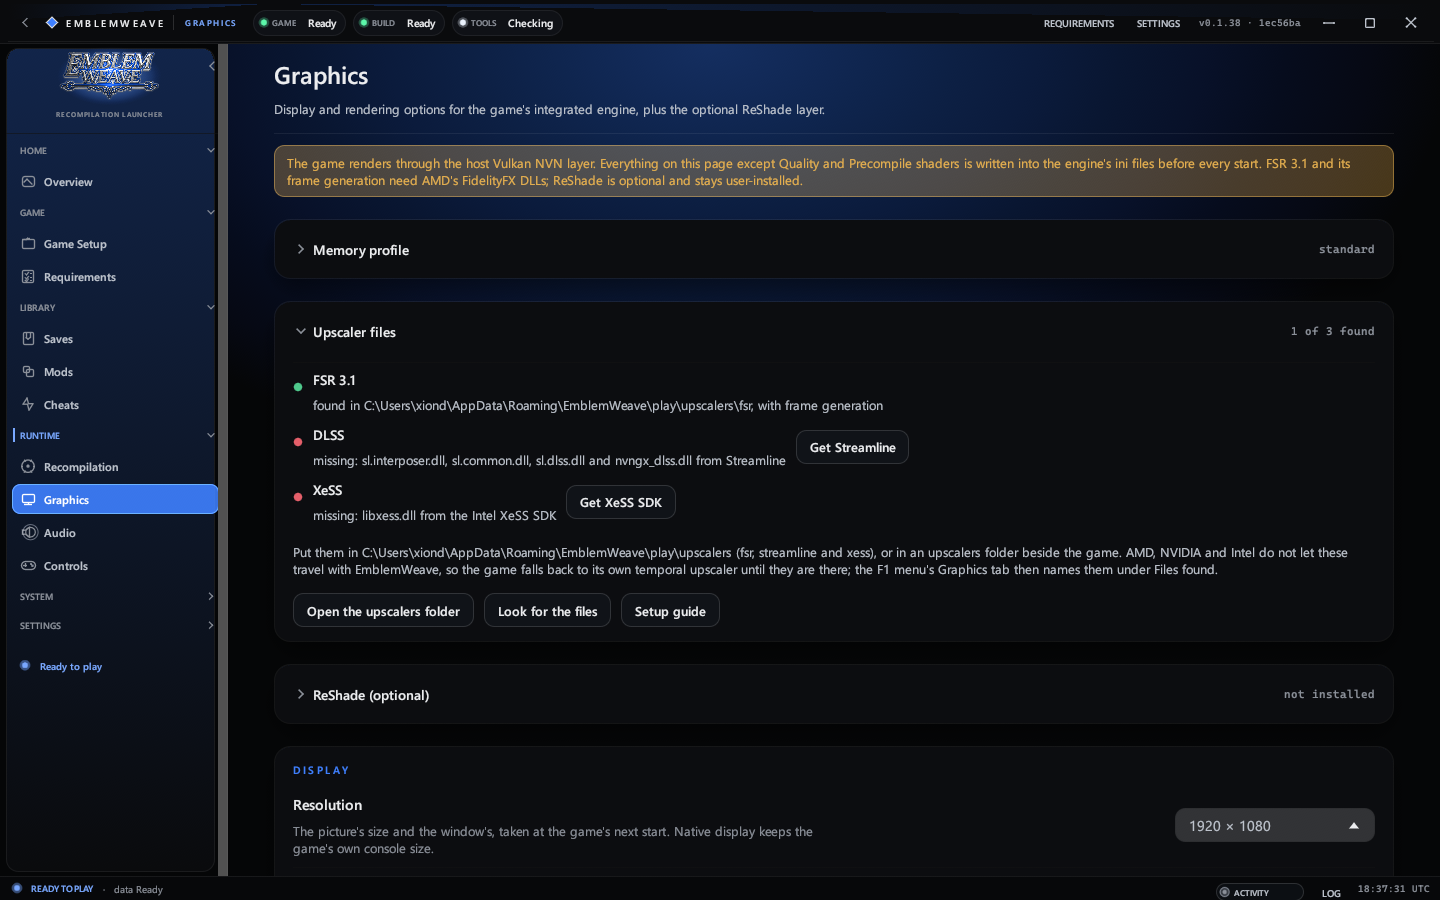 EMBLEMWEAVE
GRAPHICS
GAME Ready
BUILD Ready
TOOLS Checking
REQUIREMENTS
SETTINGS
v0.1.38 · 1ec56ba
EMBLEM
WEAVE
RECOMPILATION LAUNCHER
HOME
Overview
GAME
Game Setup
Requirements
LIBRARY
Saves
Mods
Cheats
RUNTIME
Recompilation
Graphics
Audio
Controls
SYSTEM
SETTINGS
Ready to play
Graphics
Display and rendering options for the game's integrated engine, plus the optional ReShade layer.
The game renders through the host Vulkan NVN layer. Everything on this page except Quality and Precompile shaders is written into the engine's ini files before every start. FSR 3.1 and its
frame generation need AMD's FidelityFX DLLs; ReShade is optional and stays user-installed.
Memory profile
standard
Upscaler files
1 of 3 found
FSR 3.1
found in C:\Users\xiond\AppData\Roaming\EmblemWeave\play\upscalers\fsr, with frame generation
DLSS
missing: sl.interposer.dll, sl.common.dll, sl.dlss.dll and nvngx_dlss.dll from Streamline
Get Streamline
XeSS
missing: libxess.dll from the Intel XeSS SDK
Get XeSS SDK
Put them in C:\Users\xiond\AppData\Roaming\EmblemWeave\play\upscalers (fsr, streamline and xess), or in an upscalers folder beside the game. AMD, NVIDIA and Intel do not let these
travel with EmblemWeave, so the game falls back to its own temporal upscaler until they are there; the F1 menu's Graphics tab then names them under Files found.
Open the upscalers folder
Look for the files
Setup guide
ReShade (optional)
not installed
DISPLAY
Resolution
The picture's size and the window's, taken at the game's next start. Native display keeps the
game's own console size.
1920 × 1080
READY TO PLAY · data Ready
ACTIVITY
LOG
18:37:31 UTC